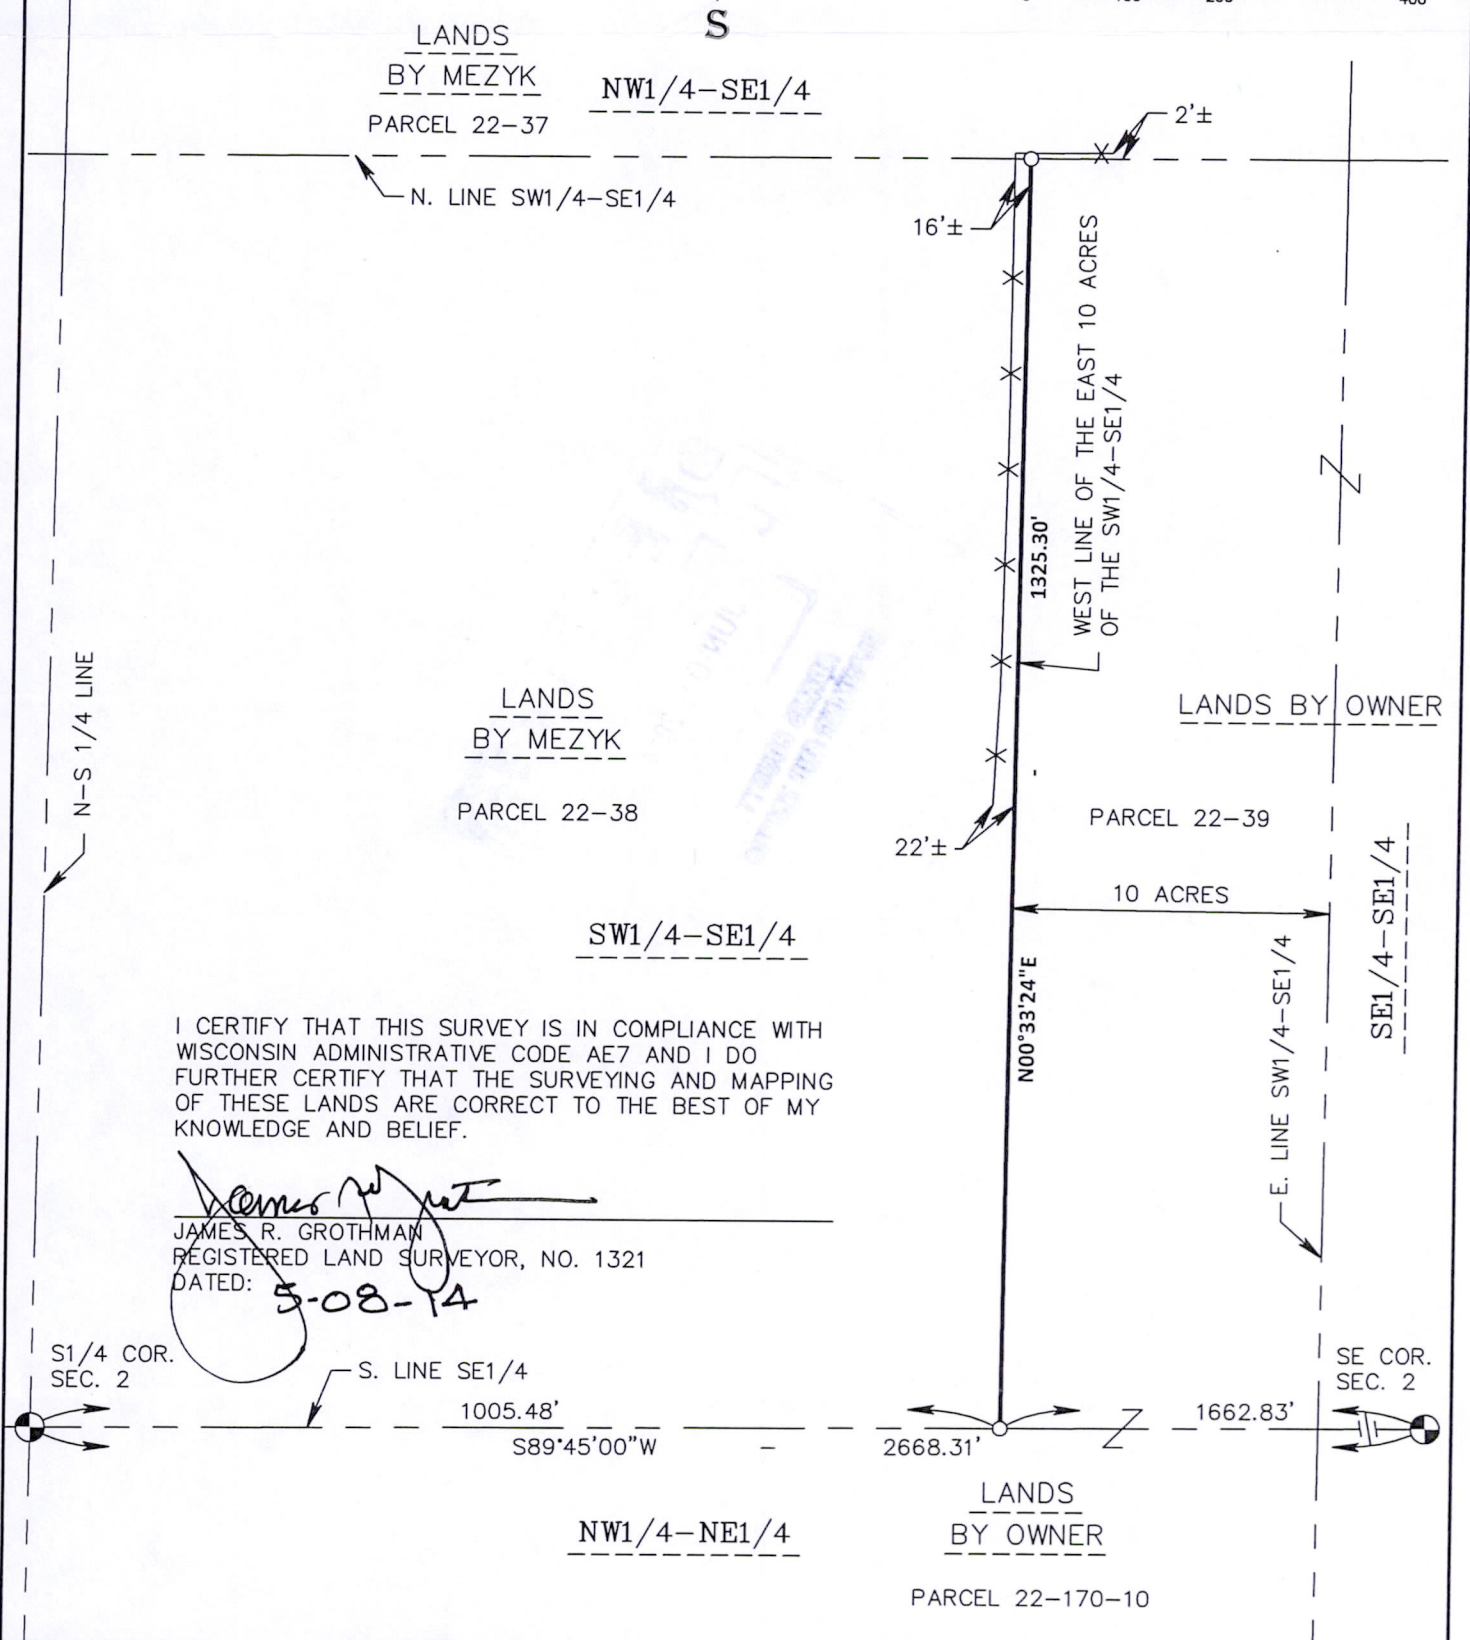 S
200
400
LANDS
BY MEZYK
PARCEL 22-37
NW1/4-SE1/4
2'±
N. LINE SW1/4-SE1/4
16'±
WEST LINE OF THE EAST 10 ACRES
OF THE SW1/4-SE1/4
1325.30'
N-S 1/4 LINE
LANDS
BY MEZYK
PARCEL 22-38
LANDS BY OWNER
PARCEL 22-39
22'±
10 ACRES
SW1/4-SE1/4
SE1/4-SE1/4
N00°33'24"E
E. LINE SW1/4-SE1/4
I CERTIFY THAT THIS SURVEY IS IN COMPLIANCE WITH
WISCONSIN ADMINISTRATIVE CODE AE7 AND I DO
FURTHER CERTIFY THAT THE SURVEYING AND MAPPING
OF THESE LANDS ARE CORRECT TO THE BEST OF MY
KNOWLEDGE AND BELIEF.
JAMES R. GROTHMAN
REGISTERED LAND SURVEYOR, NO. 1321
DATED: 5-08-14
S1/4 COR.
SEC. 2
S. LINE SE1/4
SE COR.
SEC. 2
1005.48'
1662.83'
S89°45'00"W - 2668.31'
NW1/4-NE1/4
LANDS
BY OWNER
PARCEL 22-170-10